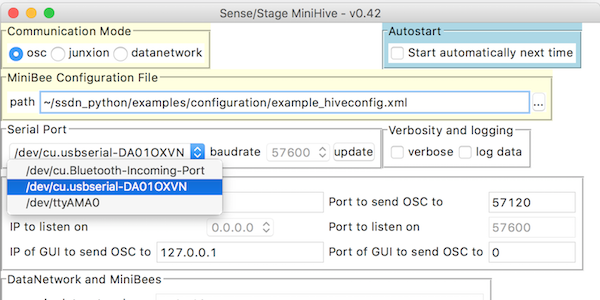 Sense/Stage MiniHive - v0.42
Communication Mode
osc junxion datanetwork
Autostart
Start automatically next time
MiniBee Configuration File
path ~/ssdn_python/examples/configuration/example_hiveconfig.xml ...
Serial Port
/dev/cu.usbserial-DA01OXVN baudrate 57600 update
Verbosity and logging
verbose log data
/dev/cu.Bluetooth-Incoming-Port
/dev/cu.usbserial-DA01OXVN
/dev/ttyAMA0
Port to send OSC to 57120
IP to listen on 0.0.0.0 Port to listen on 57600
IP of GUI to send OSC to 127.0.0.1 Port of GUI to send OSC to 0
DataNetwork and MiniBees